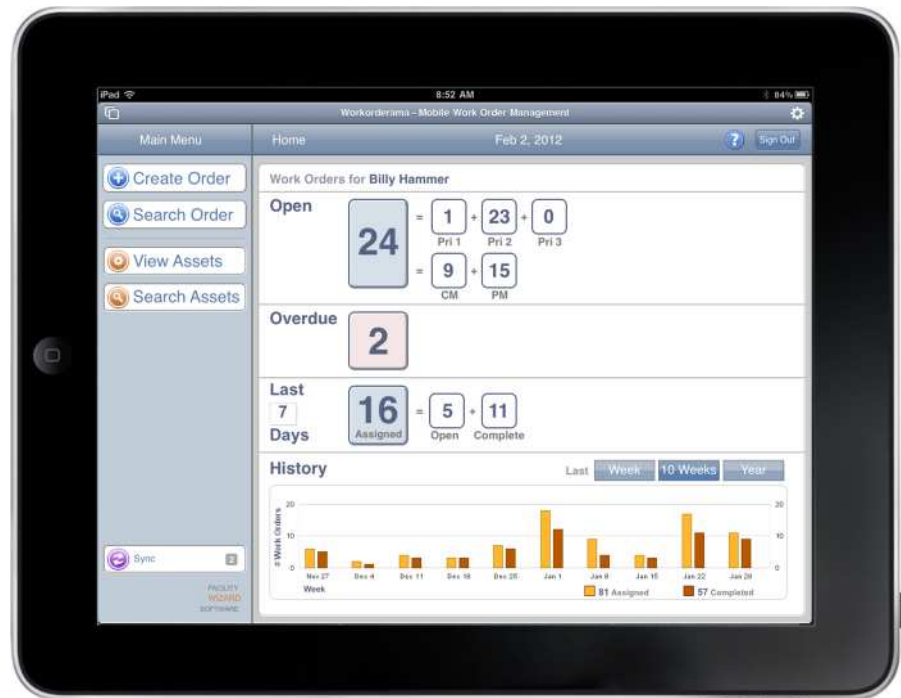 iPad 8:52 AM 84%
Workorderama - Mobile Work Order Management
Main Menu Home Feb 2, 2012 ? Sign Out
Create Order
Search Order
View Assets
Search Assets
Sync 2
FACILITY
WIZARD
SOFTWARE
Work Orders for Billy Hammer
Open 24 = 1 + 23 + 0
Pri 1 Pri 2 Pri 3
= 9 + 15
CM PM
Overdue 2
Last 7 Days 16 = 5 + 11
Assigned Open Complete
History Last Week 10 Weeks Year
# Work Orders
20 20
10 10
0 0
Nov 27 Dec 4 Dec 11 Dec 18 Dec 25 Jan 1 Jan 8 Jan 15 Jan 22 Jan 29
Week 81 Assigned 57 Completed